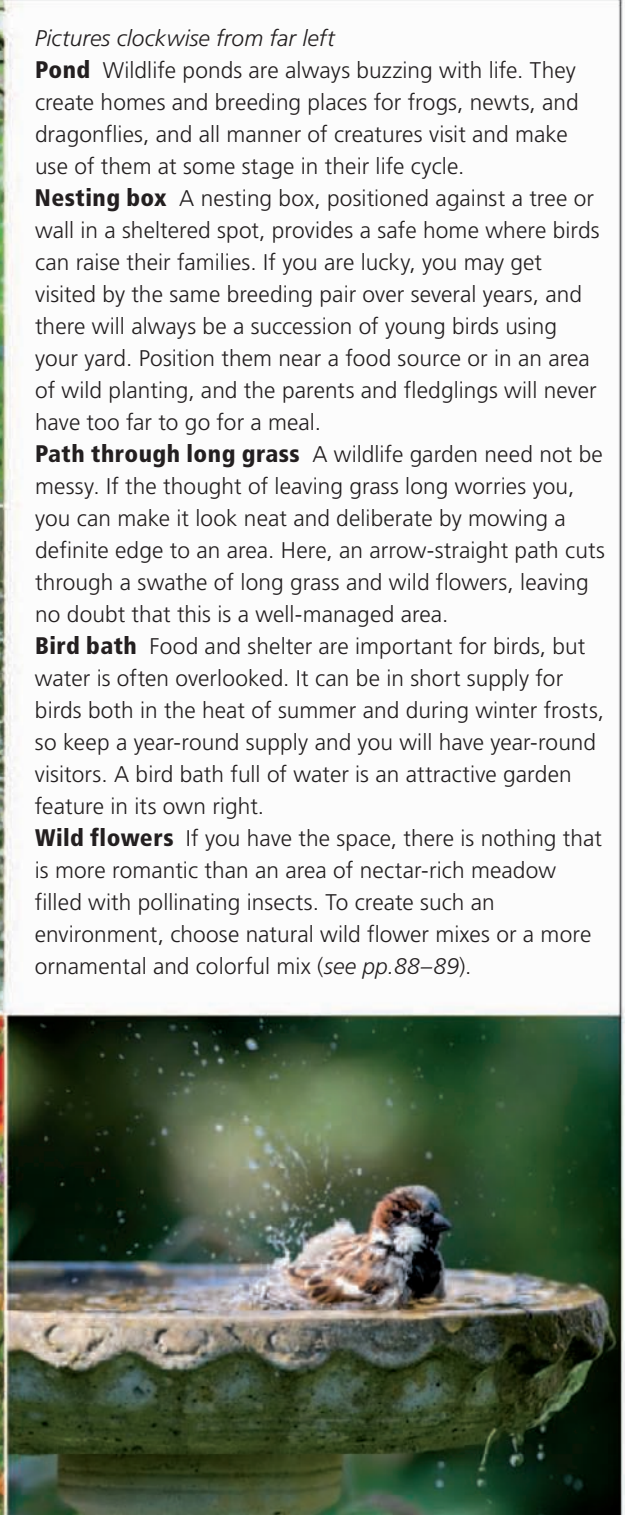 Pictures clockwise from far left
Pond Wildlife ponds are always buzzing with life. They
create homes and breeding places for frogs, newts, and
dragonflies, and all manner of creatures visit and make
use of them at some stage in their life cycle.
Nesting box A nesting box, positioned against a tree or
wall in a sheltered spot, provides a safe home where birds
can raise their families. If you are lucky, you may get
visited by the same breeding pair over several years, and
there will always be a succession of young birds using
your yard. Position them near a food source or in an area
of wild planting, and the parents and fledglings will never
have too far to go for a meal.
Path through long grass A wildlife garden need not be
messy. If the thought of leaving grass long worries you,
you can make it look neat and deliberate by mowing a
definite edge to an area. Here, an arrow-straight path cuts
through a swathe of long grass and wild flowers, leaving
no doubt that this is a well-managed area.
Bird bath Food and shelter are important for birds, but
water is often overlooked. It can be in short supply for
birds both in the heat of summer and during winter frosts,
so keep a year-round supply and you will have year-round
visitors. A bird bath full of water is an attractive garden
feature in its own right.
Wild flowers If you have the space, there is nothing that
is more romantic than an area of nectar-rich meadow
filled with pollinating insects. To create such an
environment, choose natural wild flower mixes or a more
ornamental and colorful mix (see pp.88–89).